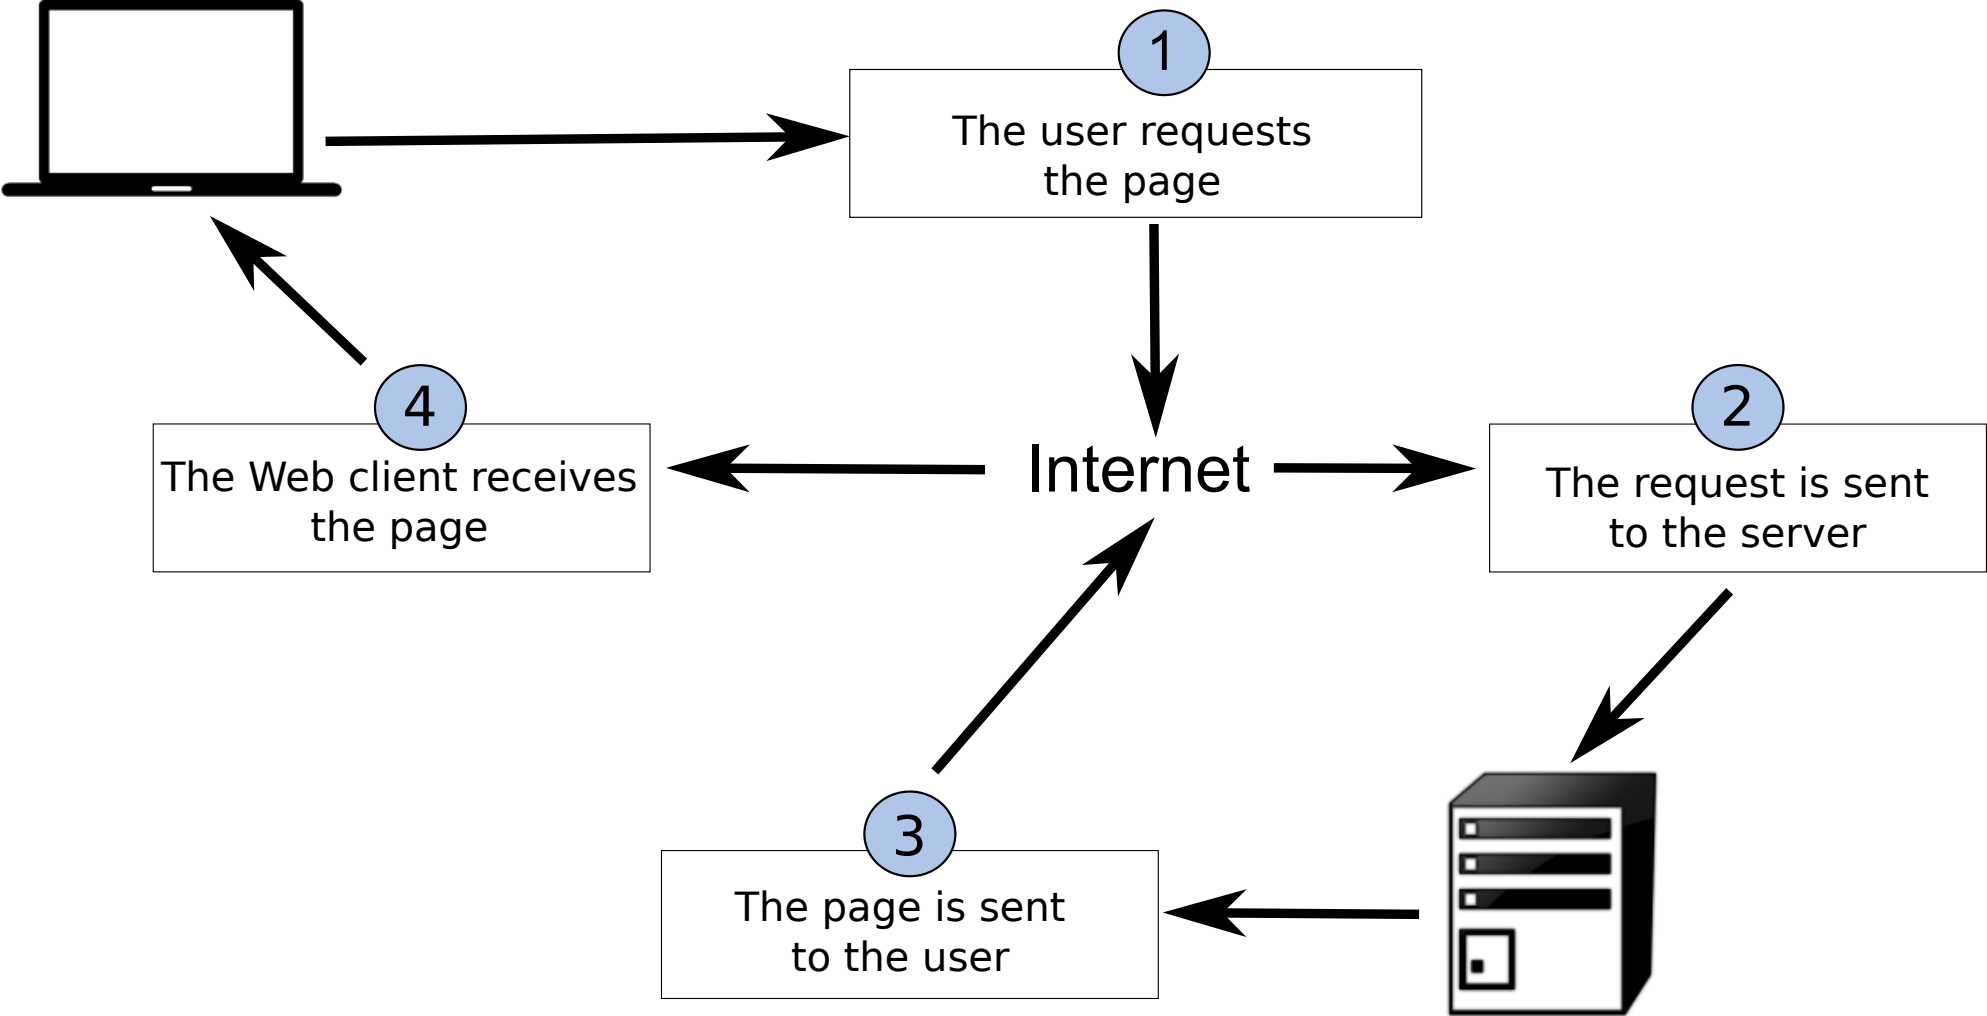 1
The user requests
the page
Internet
2
The request is sent
to the server
3
The page is sent
to the user
4
The Web client receives
the page